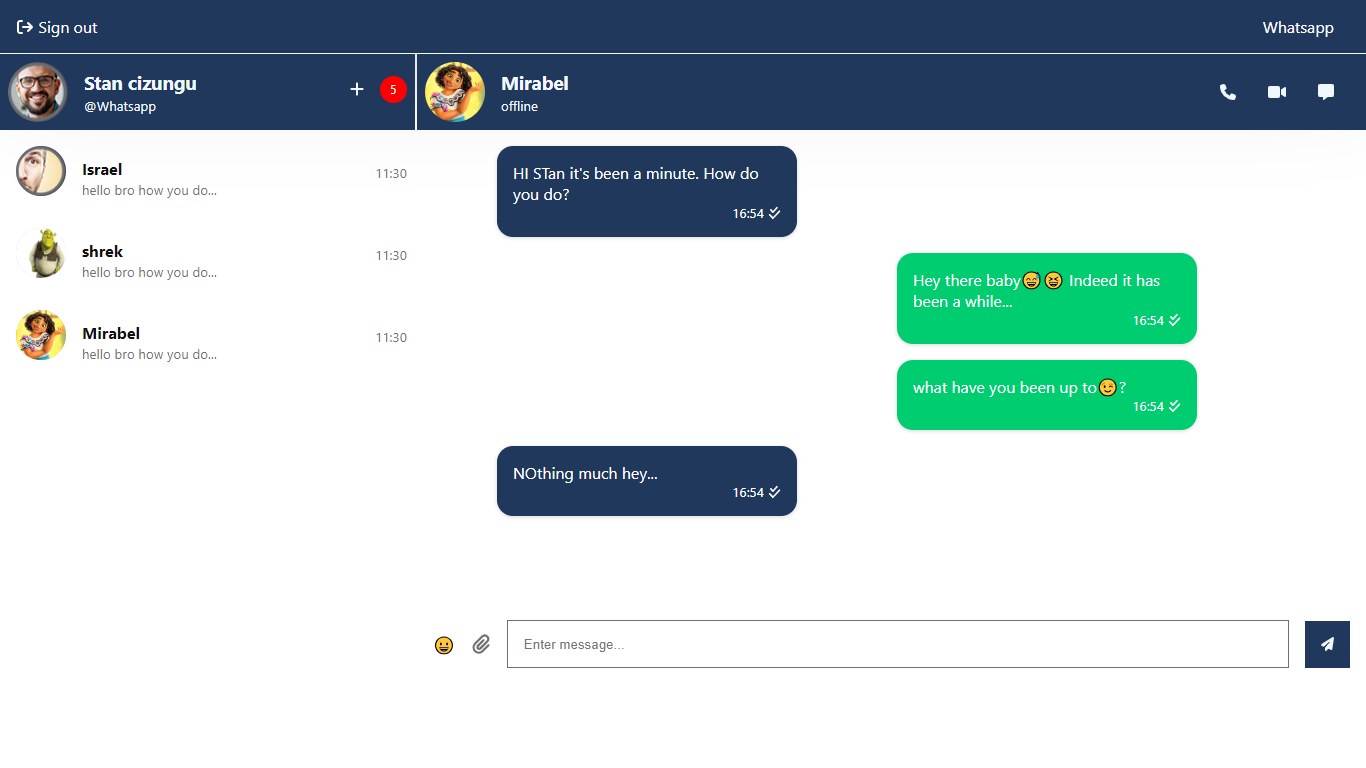 Sign out
Whatsapp
Stan cizungu
@Whatsapp
5
Mirabel
offline
Israel
11:30
hello bro how you do...
shrek
11:30
hello bro how you do...
Mirabel
11:30
hello bro how you do...
HI STan it's been a minute. How do
you do?
16:54
Hey there baby😅😆 Indeed it has
been a while...
16:54
what have you been up to😉?
16:54
NOthing much hey...
16:54
Enter message...